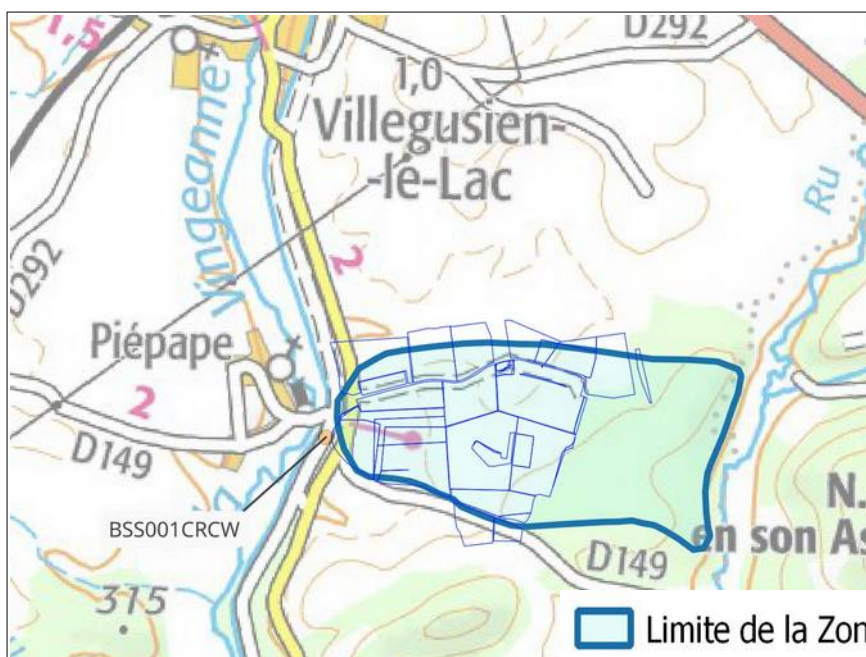 1,5
D292
1,0
Villegusien-
-le-Lac
Vingeanne
Ru
D292
2
Piépape
2
D149
BSS001CRCW
N.
en son As
D149
315
Limite de la Zon